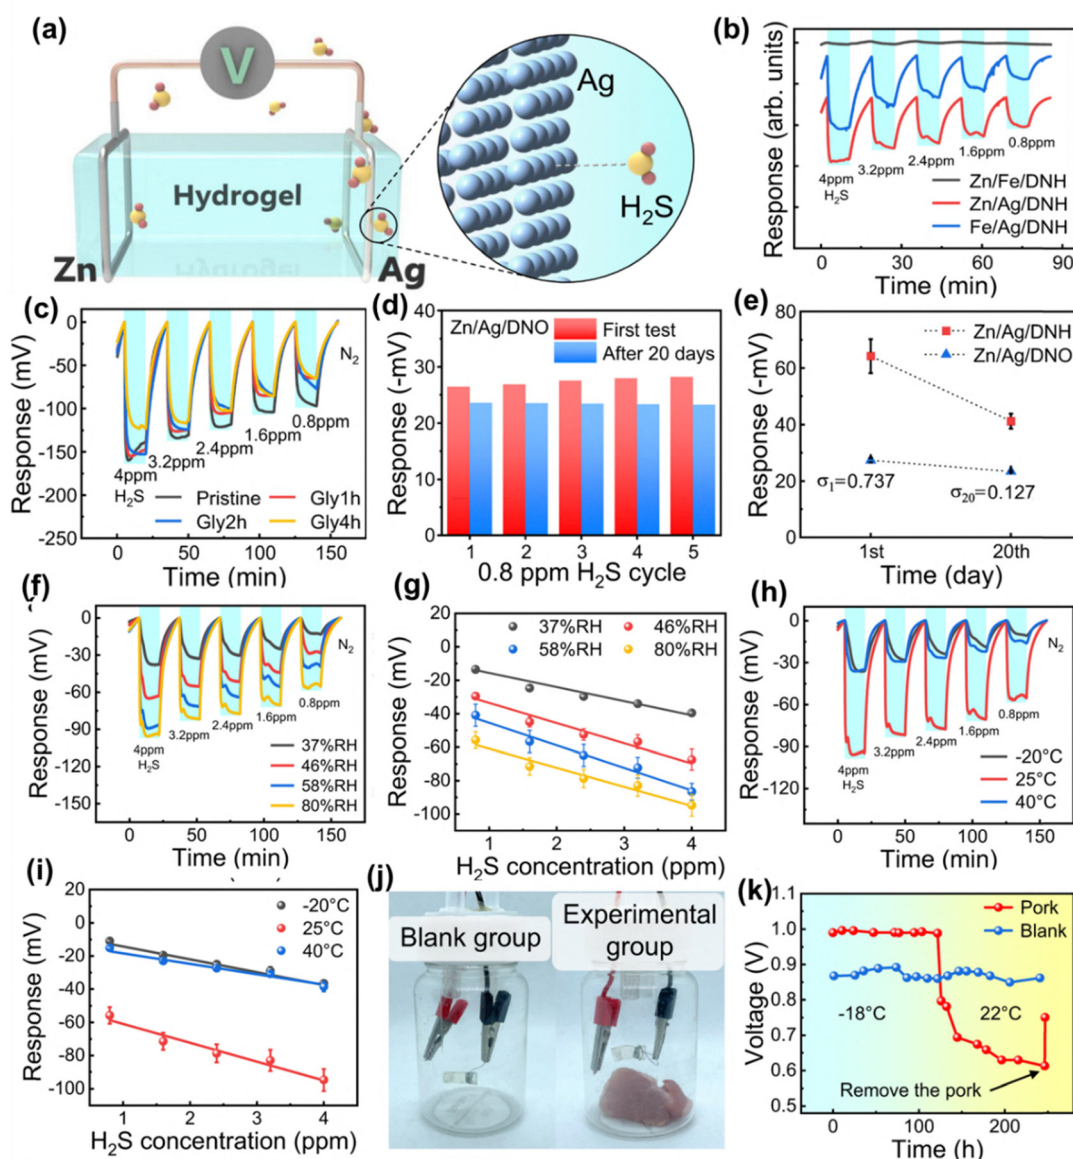 (a)
V
Hydrogel
Zn
Ag
Ag
H₂S
(b)
Response (arb. units)
4ppm
H₂S
3.2ppm
2.4ppm
1.6ppm
0.8ppm
Zn/Fe/DNH
Zn/Ag/DNH
Fe/Ag/DNH
0 30 60 90
Time (min)
(c)
Response (mV)
0
-50
-100
-150
-200
-250
N₂
4ppm
H₂S
3.2ppm
2.4ppm
1.6ppm
0.8ppm
Pristine
Gly1h
Gly2h
Gly4h
0 50 100 150
Time (min)
(d)
Response (-mV)
40
30
20
10
0
Zn/Ag/DNO
First test
After 20 days
1 2 3 4 5
0.8 ppm H₂S cycle
(e)
Response (-mV)
80
60
40
20
0
Zn/Ag/DNH
Zn/Ag/DNO
σ₁=0.737
σ₂₀=0.127
1st 20th
Time (day)
(f)
Response (mV)
0
-30
-60
-90
-120
-150
N₂
4ppm
H₂S
3.2ppm
2.4ppm
1.6ppm
0.8ppm
37%RH
46%RH
58%RH
80%RH
0 50 100 150
Time (min)
(g)
Response (mV)
20
0
-20
-40
-60
-80
-100
37%RH
46%RH
58%RH
80%RH
1 2 3 4
H₂S concentration (ppm)
(h)
Response (mV)
0
-30
-60
-90
-120
N₂
4ppm
H₂S
3.2ppm
2.4ppm
1.6ppm
0.8ppm
-20°C
25°C
40°C
0 50 100 150
Time (min)
(i)
Response (mV)
20
0
-20
-40
-60
-80
-100
-20°C
25°C
40°C
1 2 3 4
H₂S concentration (ppm)
(j)
Blank group
Experimental
group
(k)
Voltage (V)
1.1
1.0
0.9
0.8
0.7
0.6
0.5
Pork
Blank
-18°C
22°C
Remove the pork
0 100 200
Time (h)